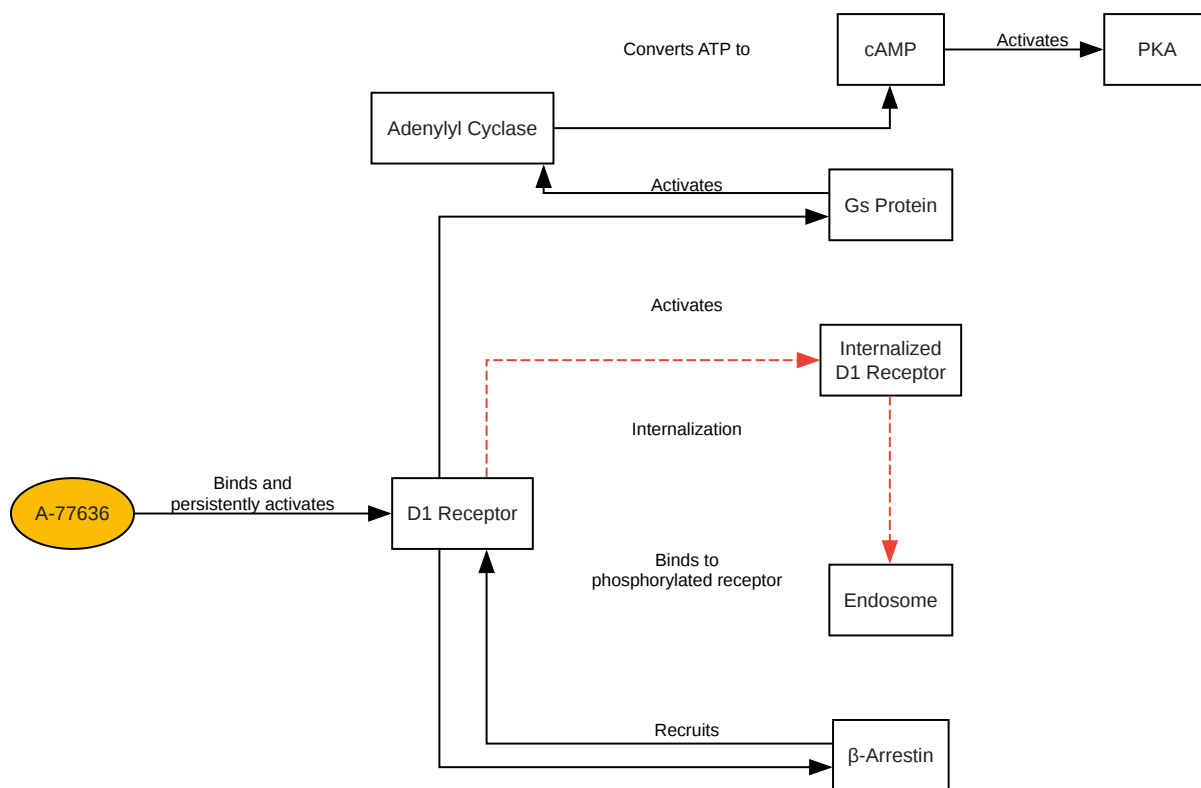 Converts ATP to
cAMP
Activates
PKA
Adenylyl Cyclase
Activates
Gs Protein
Activates
Internalized
D1 Receptor
Internalization
A-77636
Binds and
persistently activates
D1 Receptor
Binds to
phosphorylated receptor
Endosome
Recruits
β-Arrestin